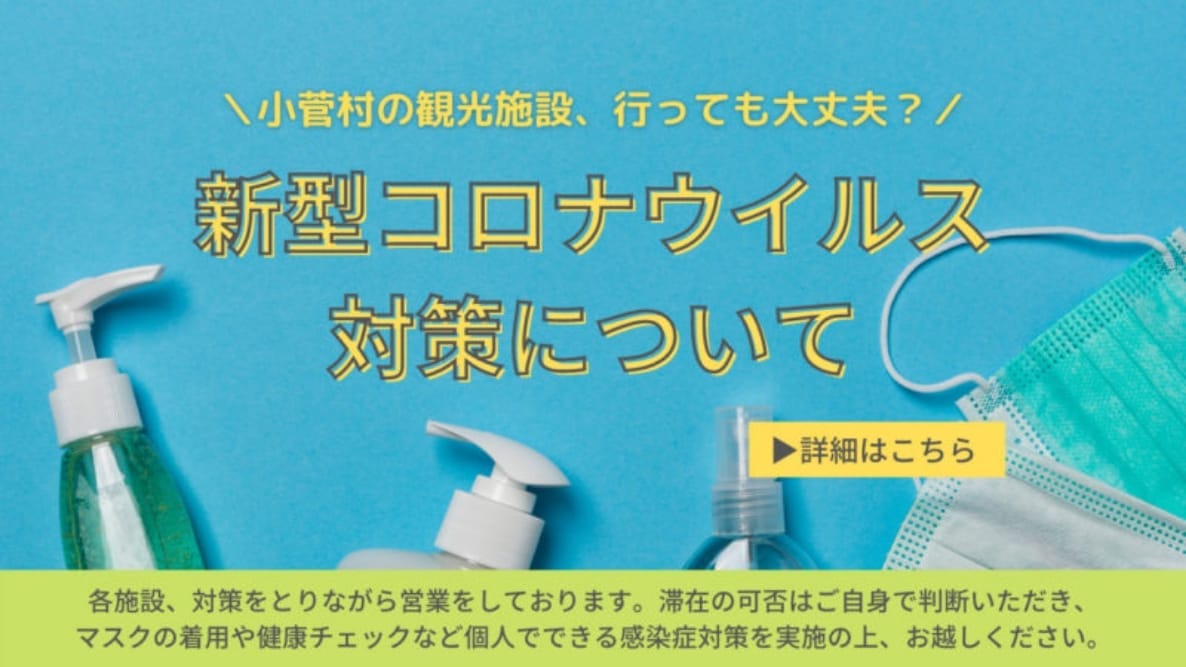 ＼小菅村の観光施設、行っても大丈夫？／
新型コロナウイルス
対策について
▶詳細はこちら
各施設、対策をとりながら営業をしております。滞在の可否はご自身で判断いただき、
マスクの着用や健康チェックなど個人でできる感染症対策を実施の上、お越しください。